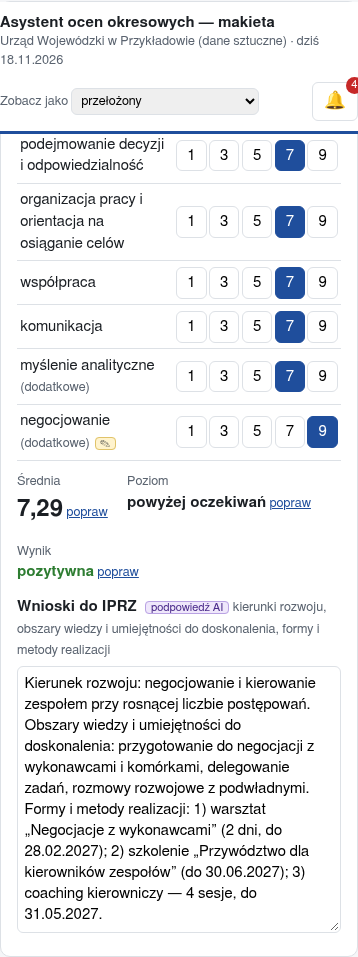 Asystent ocen okresowych — makieta
Urząd Wojewódzki w Przykładowie (dane sztuczne) · dziś
18.11.2026
Zobacz jako przełożony
4
podejmowanie decyzji
i odpowiedzialność 1 3 5 7 9
organizacja pracy i
orientacja na
osiąganie celów 1 3 5 7 9
współpraca 1 3 5 7 9
komunikacja 1 3 5 7 9
myślenie analityczne
(dodatkowe) 1 3 5 7 9
negocjowanie
(dodatkowe) 1 3 5 7 9
Średnia Poziom
7,29 popraw powyżej oczekiwań popraw
Wynik
pozytywna popraw
Wnioski do IPRZ podpowiedź AI kierunki rozwoju,
obszary wiedzy i umiejętności do doskonalenia, formy i
metody realizacji
Kierunek rozwoju: negocjowanie i kierowanie
zespołem przy rosnącej liczbie postępowań.
Obszary wiedzy i umiejętności do
doskonalenia: przygotowanie do negocjacji z
wykonawcami i komórkami, delegowanie
zadań, rozmowy rozwojowe z podwładnymi.
Formy i metody realizacji: 1) warsztat
„Negocjacje z wykonawcami” (2 dni, do
28.02.2027); 2) szkolenie „Przywództwo dla
kierowników zespołów” (do 30.06.2027); 3)
coaching kierowniczy — 4 sesje, do
31.05.2027.